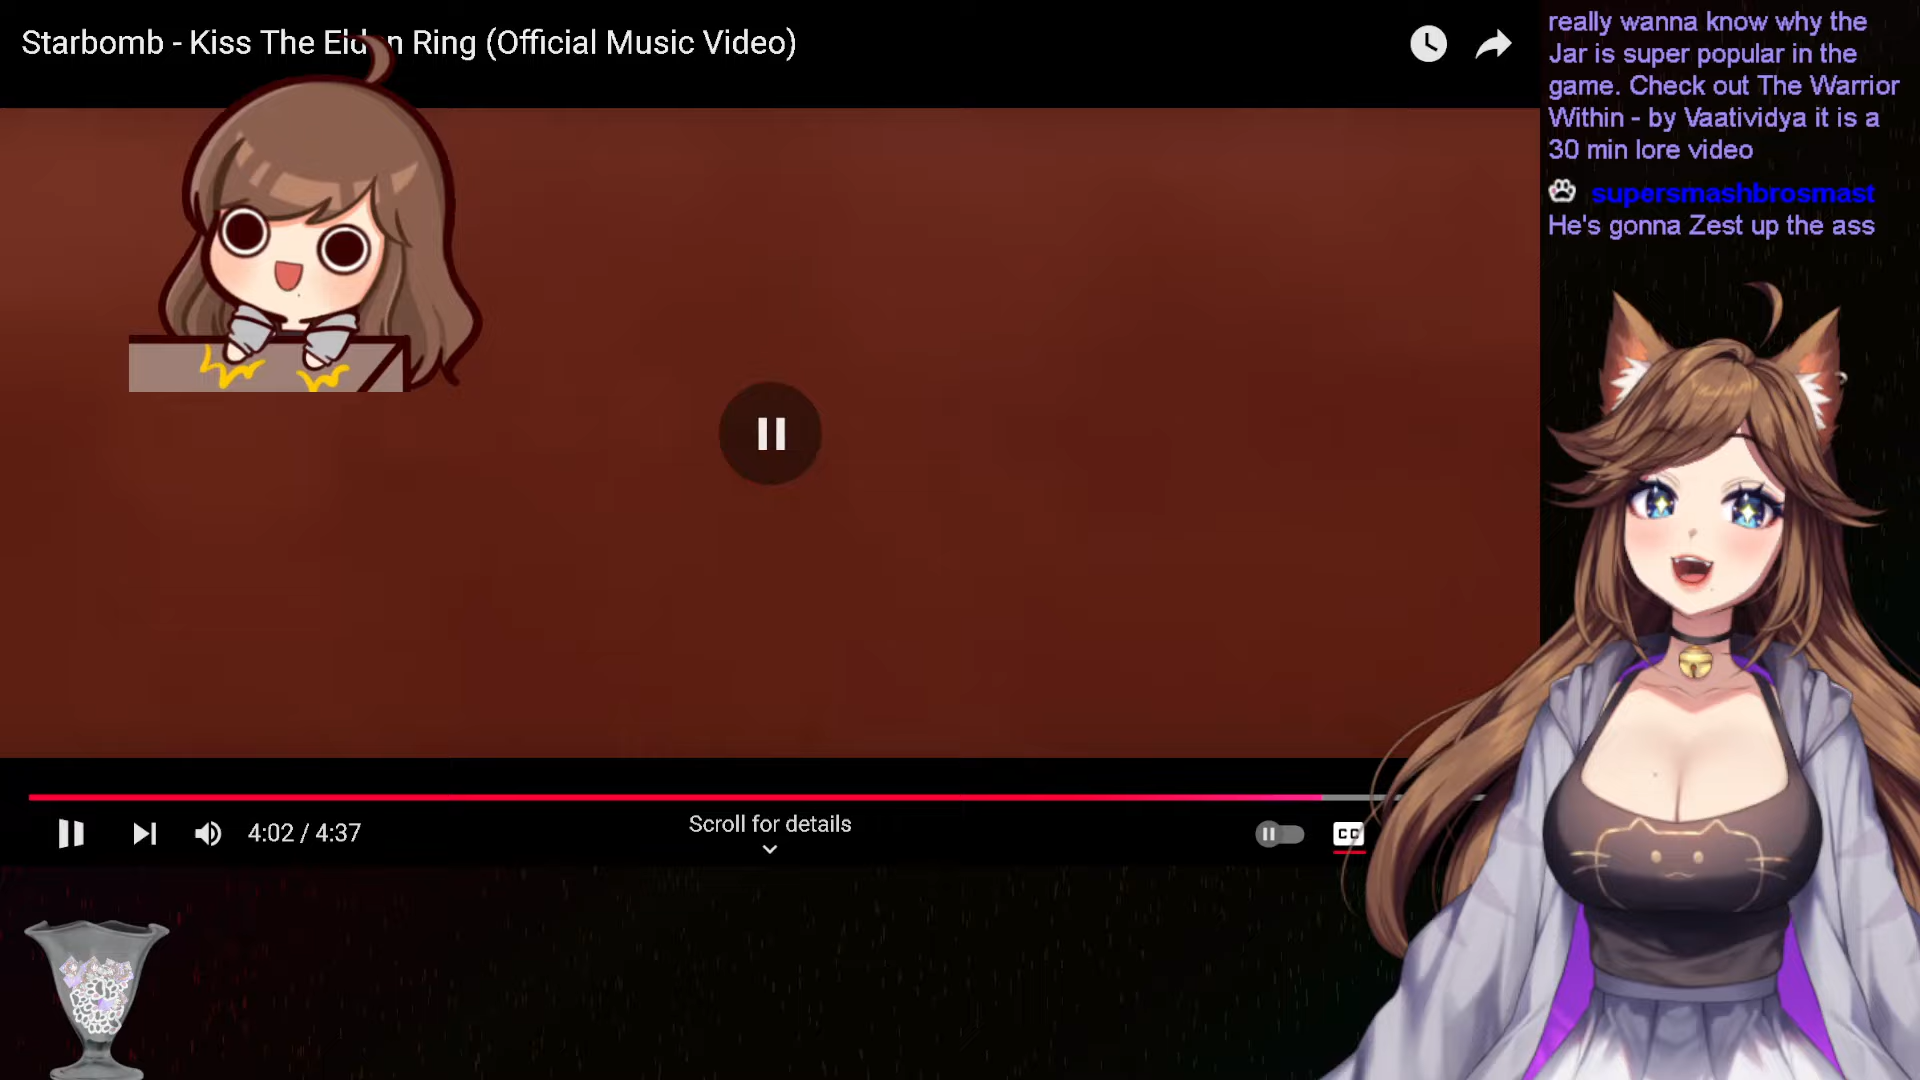 Starbomb - Kiss The Elden Ring (Official Music Video)
really wanna know why the
Jar is super popular in the
game. Check out The Warrior
Within - by Vaatividya it is a
30 min lore video
supersmashbrosmast
He's gonna Zest up the ass
4:02 / 4:37
Scroll for details
CC